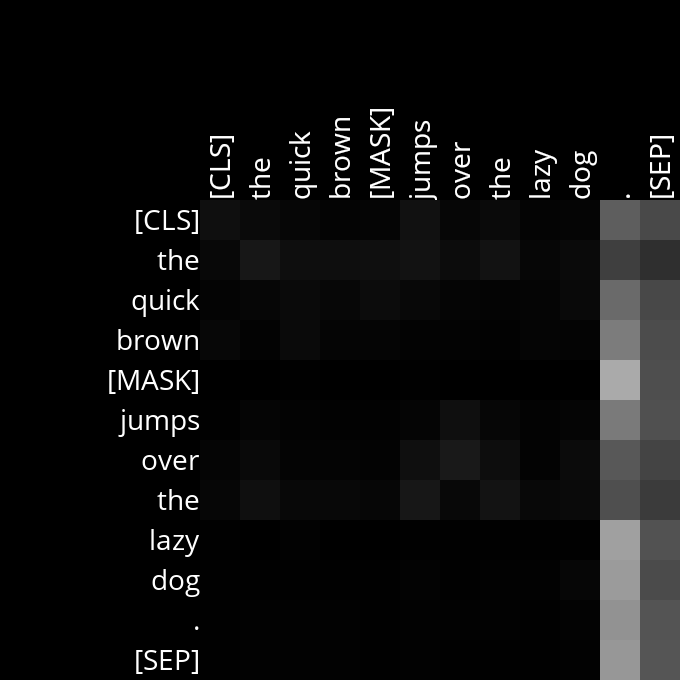 [CLS] the quick brown [MASK] jumps over the lazy dog . [SEP]
[CLS]
the
quick
brown
[MASK]
jumps
over
the
lazy
dog
.
[SEP]